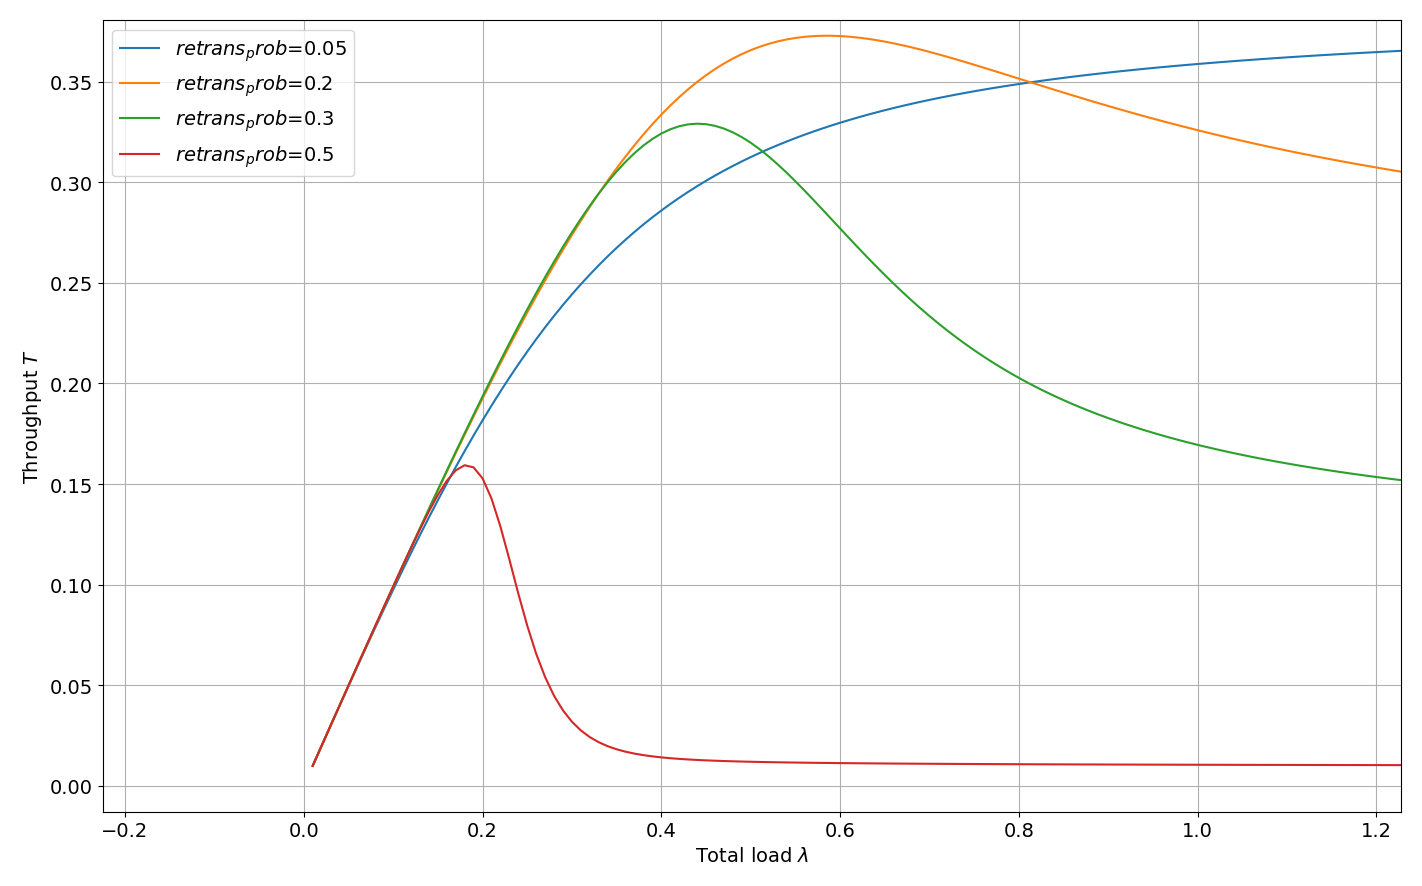 retrans_prob=0.05
retrans_prob=0.2
retrans_prob=0.3
retrans_prob=0.5
0.35
0.30
0.25
0.20
0.15
0.10
0.05
0.00
Throughput T
−0.2 0.0 0.2 0.4 0.6 0.8 1.0 1.2
Total load λ